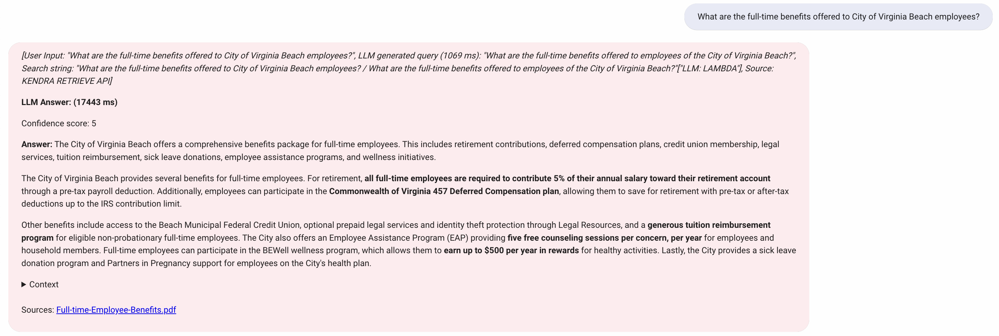 What are the full-time benefits offered to City of Virginia Beach employees?
[User Input: "What are the full-time benefits offered to City of Virginia Beach employees?", LLM generated query (1069 ms): "What are the full-time benefits offered to employees of the City of Virginia Beach?",
Search string: "What are the full-time benefits offered to City of Virginia Beach employees? / What are the full-time benefits offered to employees of the City of Virginia Beach?"["LLM: LAMBDA"], Source:
KENDRA RETRIEVE API]
LLM Answer: (17443 ms)
Confidence score: 5
Answer: The City of Virginia Beach offers a comprehensive benefits package for full-time employees. This includes retirement contributions, deferred compensation plans, credit union membership, legal
services, tuition reimbursement, sick leave donations, employee assistance programs, and wellness initiatives.
The City of Virginia Beach provides several benefits for full-time employees. For retirement, all full-time employees are required to contribute 5% of their annual salary toward their retirement account
through a pre-tax payroll deduction. Additionally, employees can participate in the Commonwealth of Virginia 457 Deferred Compensation plan, allowing them to save for retirement with pre-tax or after-tax
deductions up to the IRS contribution limit.
Other benefits include access to the Beach Municipal Federal Credit Union, optional prepaid legal services and identity theft protection through Legal Resources, and a generous tuition reimbursement
program for eligible non-probationary full-time employees. The City also offers an Employee Assistance Program (EAP) providing five free counseling sessions per concern, per year for employees and
household members. Full-time employees can participate in the BEWell wellness program, which allows them to earn up to $500 per year in rewards for healthy activities. Lastly, the City provides a sick leave
donation program and Partners in Pregnancy support for employees on the City's health plan.
▶ Context
Sources: Full-time-Employee-Benefits.pdf